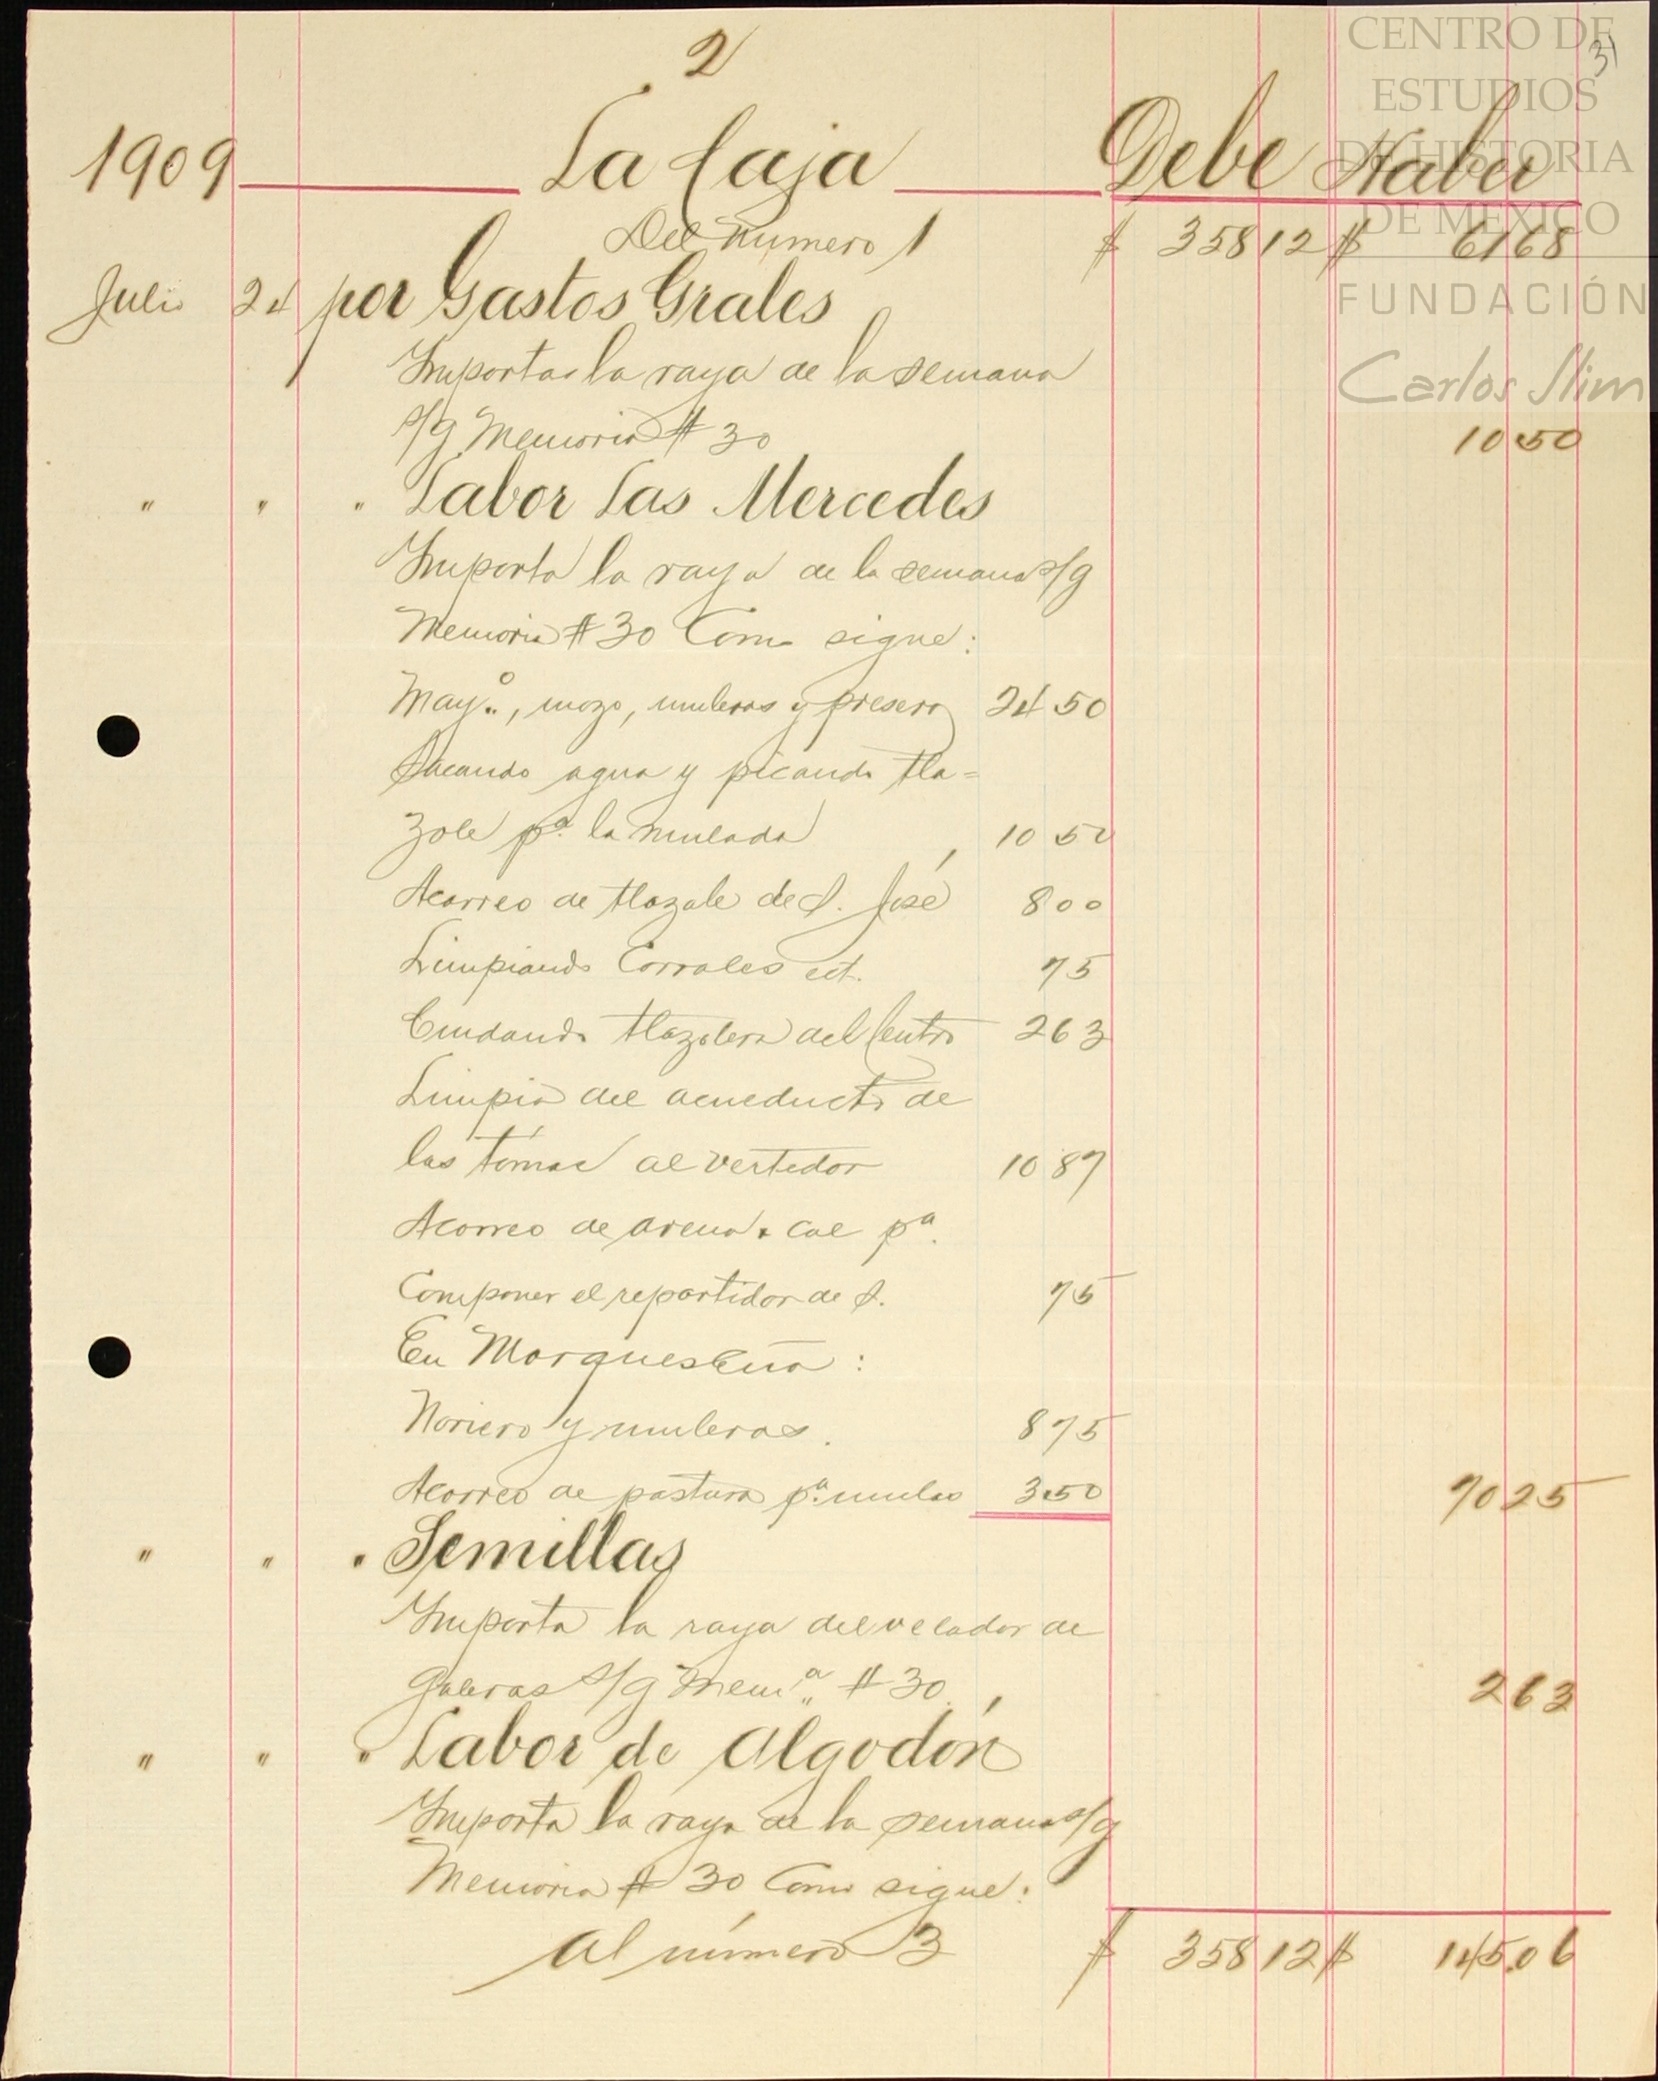 2
31
CENTRO DE
ESTUDIOS
DE HISTORIA
DE MÉXICO
FUNDACIÓN
Carlos Slim
1909 La Caja Debe Haber
Del número 1 $ 358 12 $ 61 68
Julio 24 por Gastos Grales
Importa la raya de la semana
s/g Memoria # 30 10 50
" " " Labor Las Mercedes
Importa la raya de la semana s/g
Memoria # 30 Como sigue:
May.º, mozo, muleros y presero 24 50
Sacando agua y picando tla=
zole pª. la mulada 10 50
Acarreo de tlazole de S. José 8 00
Limpiando Corrales ect. 75
Cuidando tlazolera del Centro 2 63
Limpia del acueducto de
las tomas al vertedor 10 87
Acarreo de arena y cal pª.
Componer el repartidor de S. 75
En Marqueseña:
Noriero y muleros. 8 75
Acarreo de pastura pª. mulas 3.50 70 25
" " " Semillas
Importa la raya del velador de
Galeras s/g Memª. # 30. 2 63
" " " Labor de Algodón
Importa la raya de la semana s/g
Memoria # 30 Como sigue:
Al número 3 $ 358 12 $ 145.06